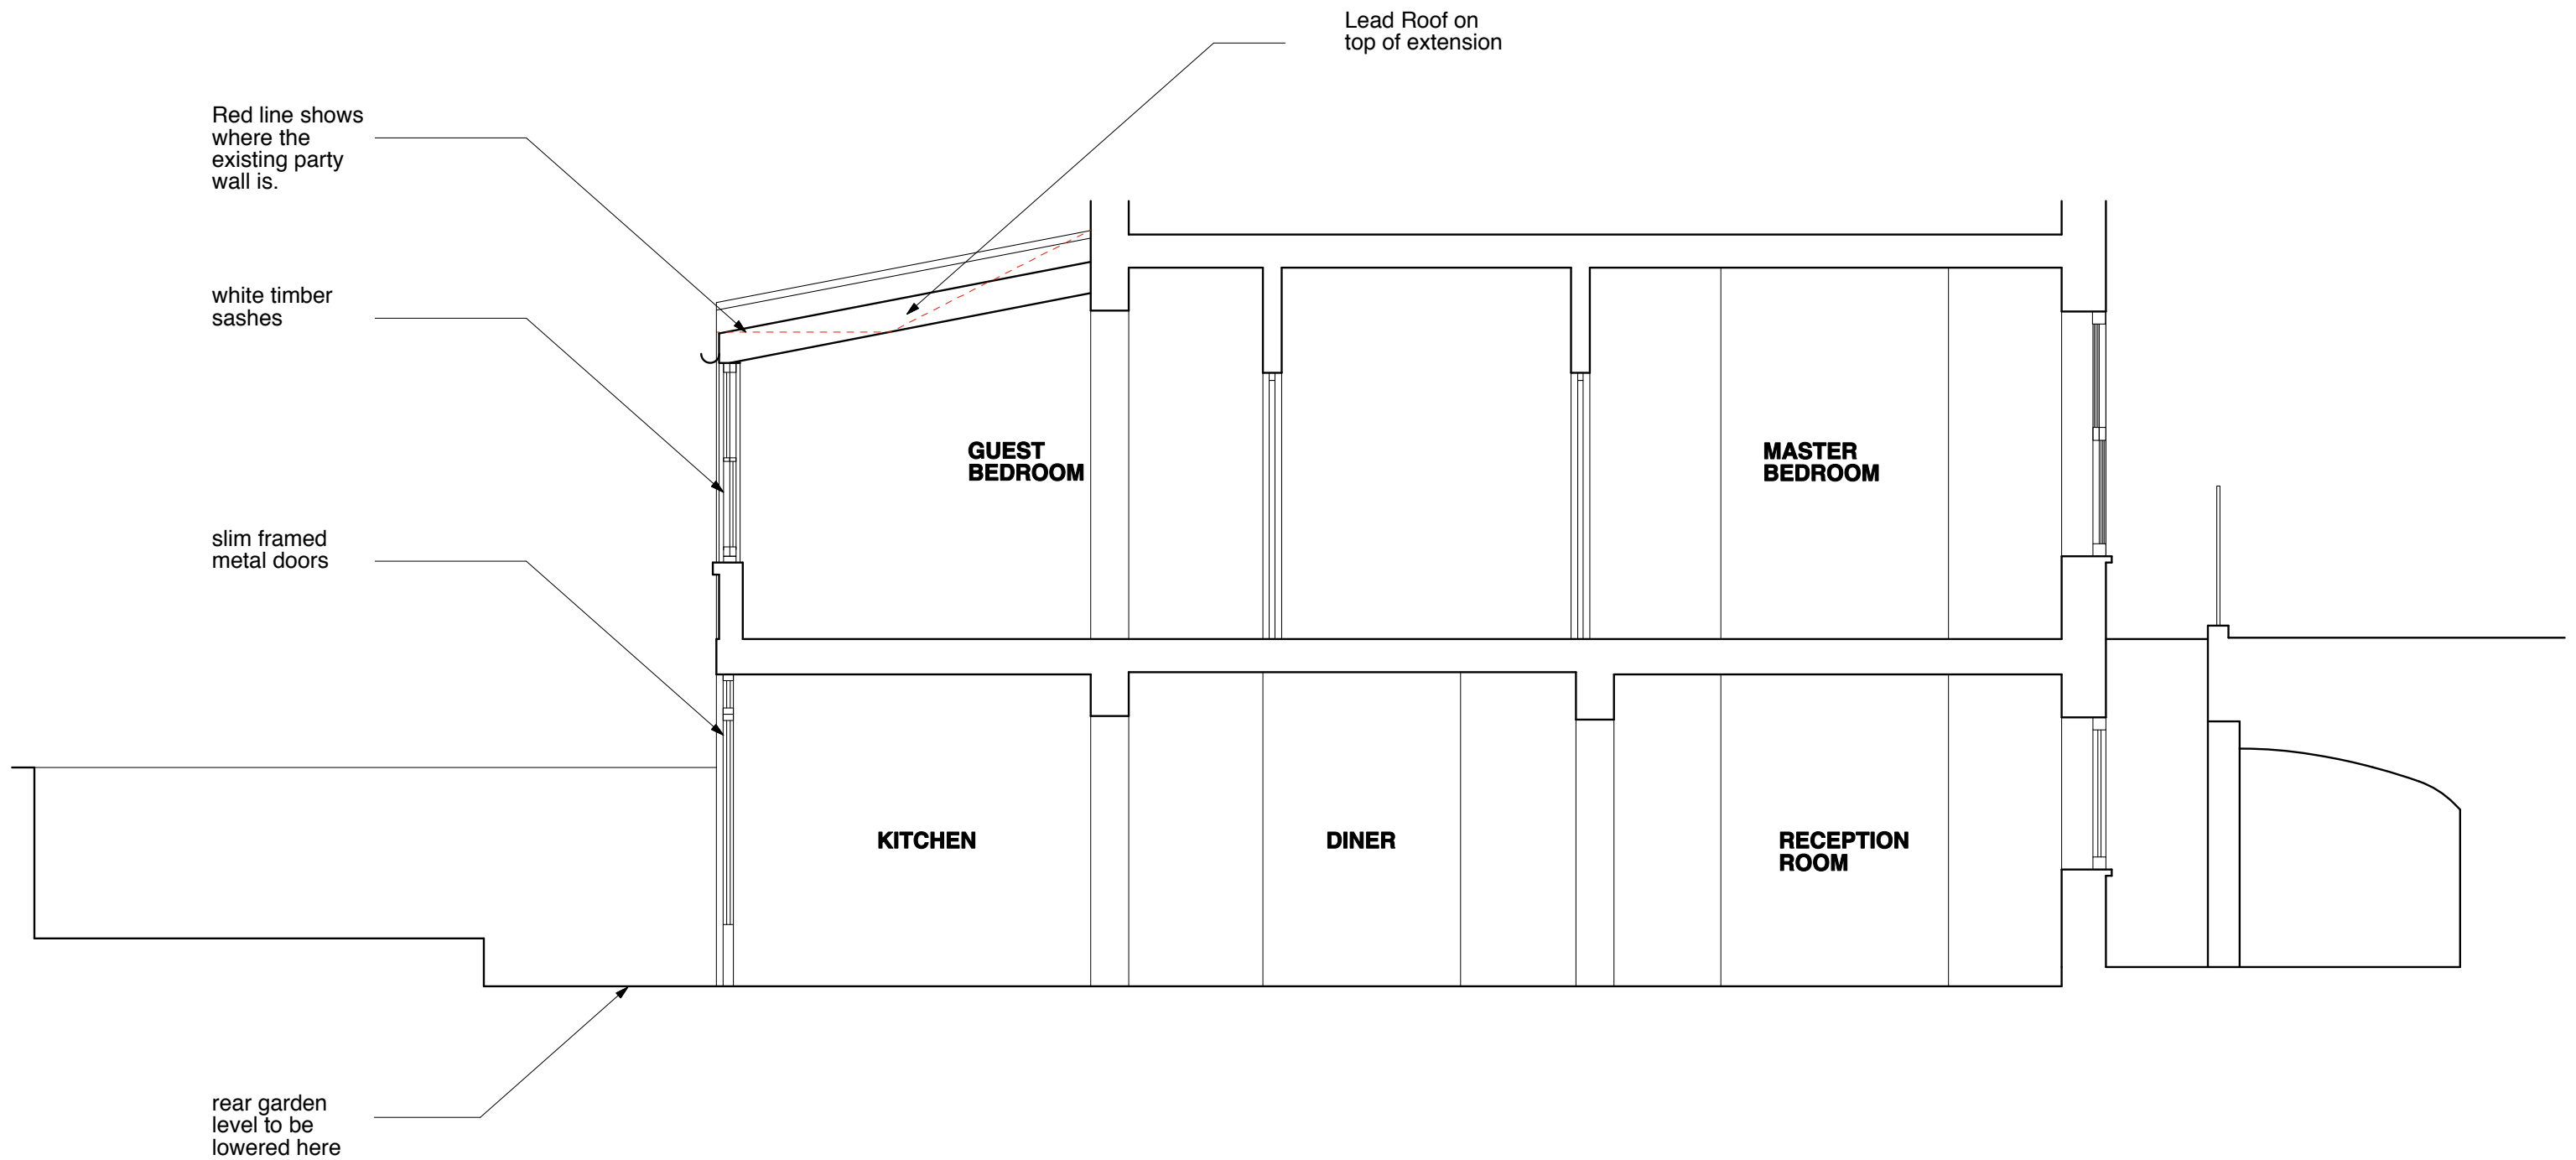 Lead Roof on
top of extension
Red line shows
where the
existing party
wall is.
white timber
sashes
GUEST
BEDROOM
MASTER
BEDROOM
slim framed
metal doors
KITCHEN
DINER
RECEPTION
ROOM
rear garden
level to be
lowered here